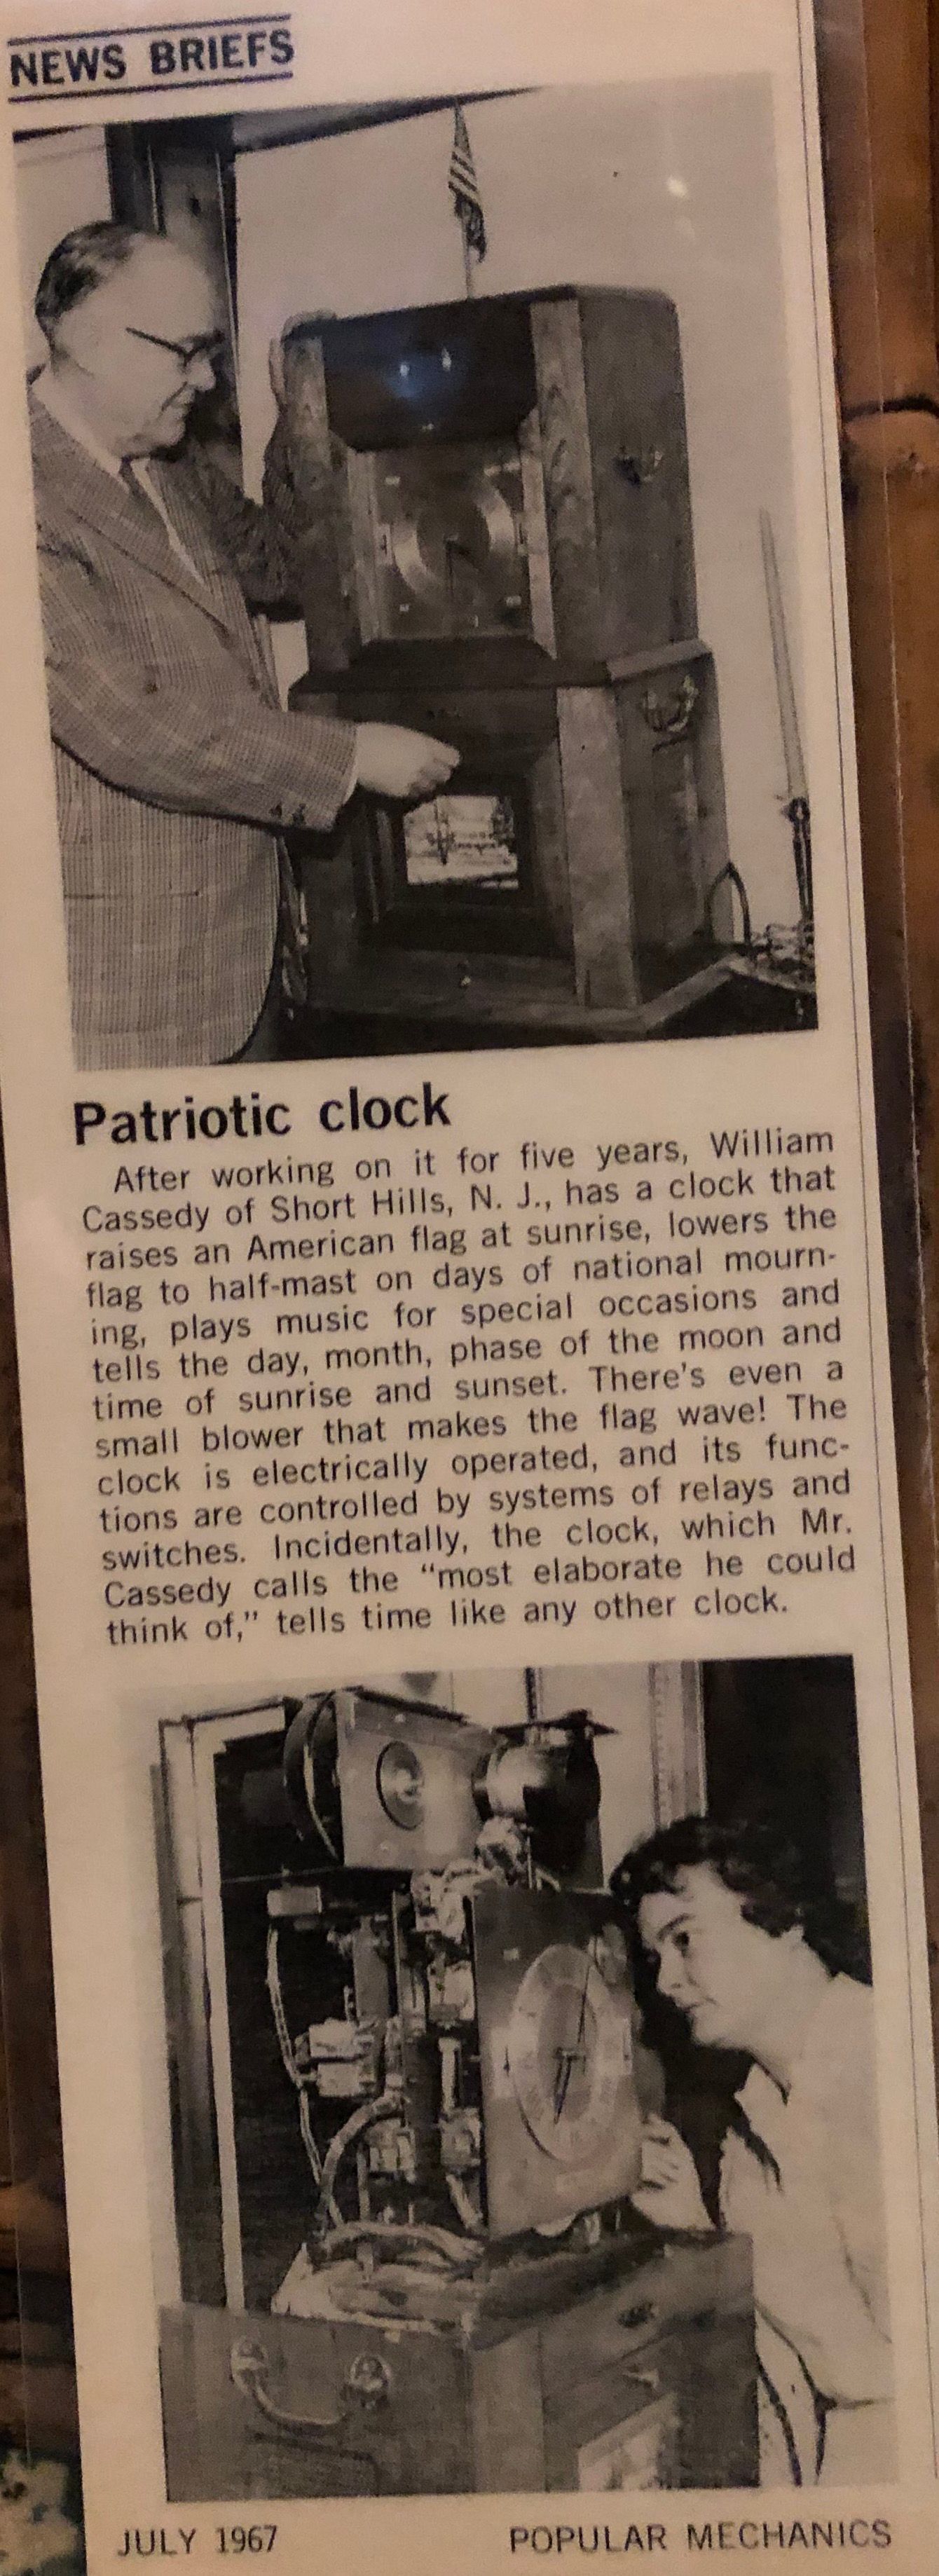 NEWS BRIEFS
Patriotic clock
After working on it for five years, William
Cassedy of Short Hills, N. J., has a clock that
raises an American flag at sunrise, lowers the
flag to half-mast on days of national mourn-
ing, plays music for special occasions and
tells the day, month, phase of the moon and
time of sunrise and sunset. There's even a
small blower that makes the flag wave! The
clock is electrically operated, and its func-
tions are controlled by systems of relays and
switches. Incidentally, the clock, which Mr.
Cassedy calls the “most elaborate he could
think of,” tells time like any other clock.
JULY 1967
POPULAR MECHANICS